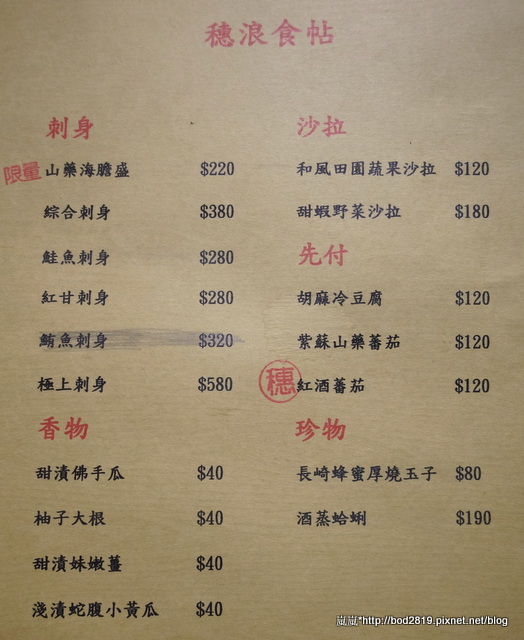 穗浪食帖
刺身
限量 山藥海膽盛 $220
綜合刺身 $380
鮭魚刺身 $280
紅甘刺身 $280
鮪魚刺身 $320
極上刺身 $580
香物
甜漬佛手瓜 $40
柚子大根 $40
甜漬妹嫩薑 $40
淺漬蛇腹小黃瓜 $40
沙拉
和風田園蔬果沙拉 $120
甜蝦野菜沙拉 $180
先付
胡麻冷豆腐 $120
紫蘇山藥蕃茄 $120
穗 紅酒蕃茄 $120
珍物
長崎蜂蜜厚燒玉子 $80
酒蒸蛤蜊 $190
嵐嵐*http://bod2819.pixnet.net/blog